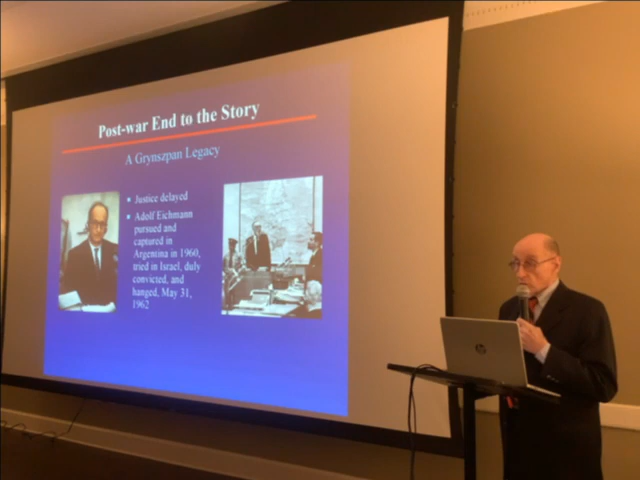 Post-war End to the Story
A Grynszpan Legacy
Justice delayed
Adolf Eichmann
pursued and
captured in
Argentina in 1960,
tried in Israel, duly
convicted, and
hanged, May 31,
1962
hp